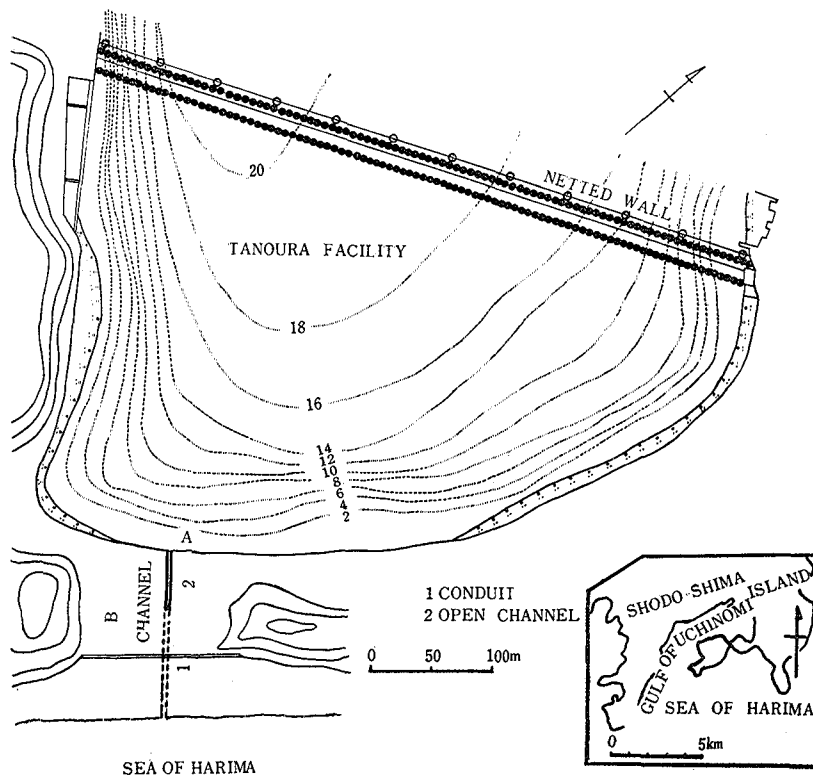 NETTED WALL
20
TANOURA FACILITY
18
16
14
12
10
8
6
4
2
A
B
CHANNEL
2
1
1 CONDUIT
2 OPEN CHANNEL
0 50 100m
SEA OF HARIMA
SHODO-SHIMA
ISLAND
GULF OF UCHINOMI
SEA OF HARIMA
0 5km